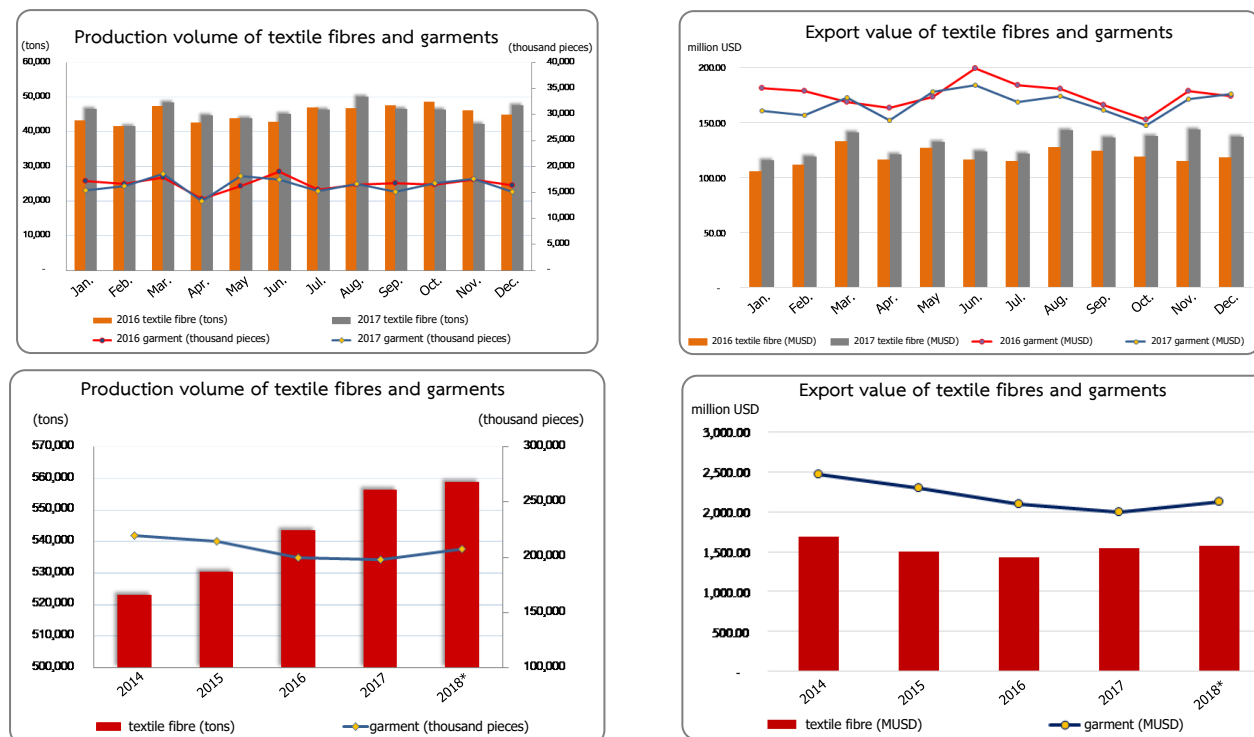 Production volume of textile fibres and garments
(tons)
(thousand pieces)
60,000
50,000
40,000
30,000
20,000
10,000
-
40,000
35,000
30,000
25,000
20,000
15,000
10,000
5,000
-
Jan. Feb. Mar. Apr. May Jun. Jul. Aug. Sep. Oct. Nov. Dec.
2016 textile fibre (tons) 2017 textile fibre (tons)
2016 garment (thousand pieces) 2017 garment (thousand pieces)
Export value of textile fibres and garments
million USD
200.00
150.00
100.00
50.00
-
Jan. Feb. Mar. Apr. May Jun. Jul. Aug. Sep. Oct. Nov. Dec.
2016 textile fibre (MUSD) 2017 textile fibre (MUSD) 2016 garment (MUSD) 2017 garment (MUSD)
Production volume of textile fibres and garments
(tons)
(thousand pieces)
570,000
560,000
550,000
540,000
530,000
520,000
510,000
500,000
300,000
250,000
200,000
150,000
100,000
2014 2015 2016 2017 2018*
textile fibre (tons) garment (thousand pieces)
Export value of textile fibres and garments
million USD
3,000.00
2,500.00
2,000.00
1,500.00
1,000.00
500.00
-
2014 2015 2016 2017 2018*
textile fibre (MUSD) garment (MUSD)